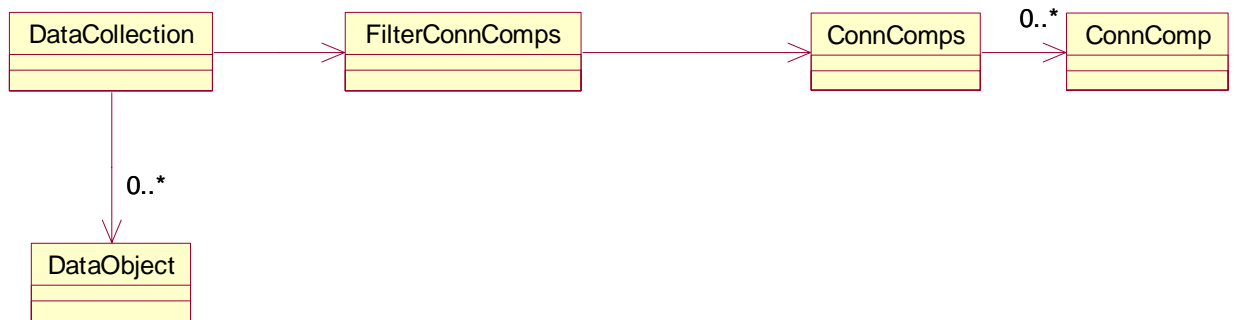 DataCollection
FilterConnComps
ConnComps
0..*
ConnComp
0..*
DataObject